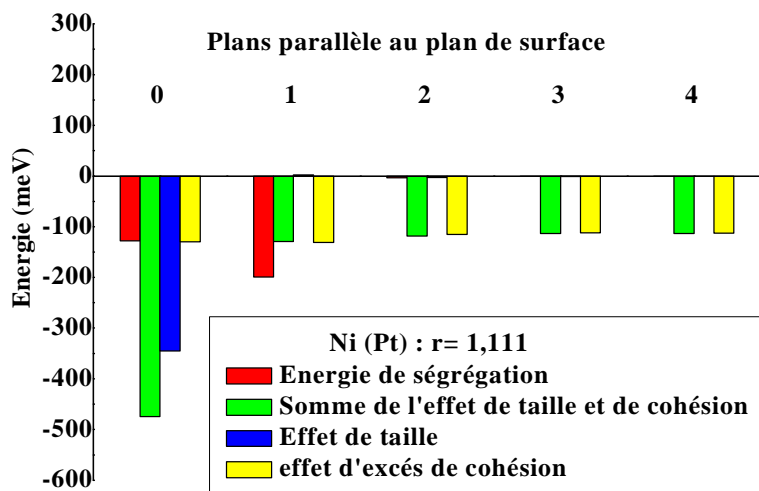 300
200
100
0
-100
-200
-300
-400
-500
-600
Energie (meV)
Plans parallèle au plan de surface
0 1 2 3 4
Ni (Pt) : r= 1,111
Energie de ségrégation
Somme de l'effet de taille et de cohésion
Effet de taille
effet d'excés de cohésion